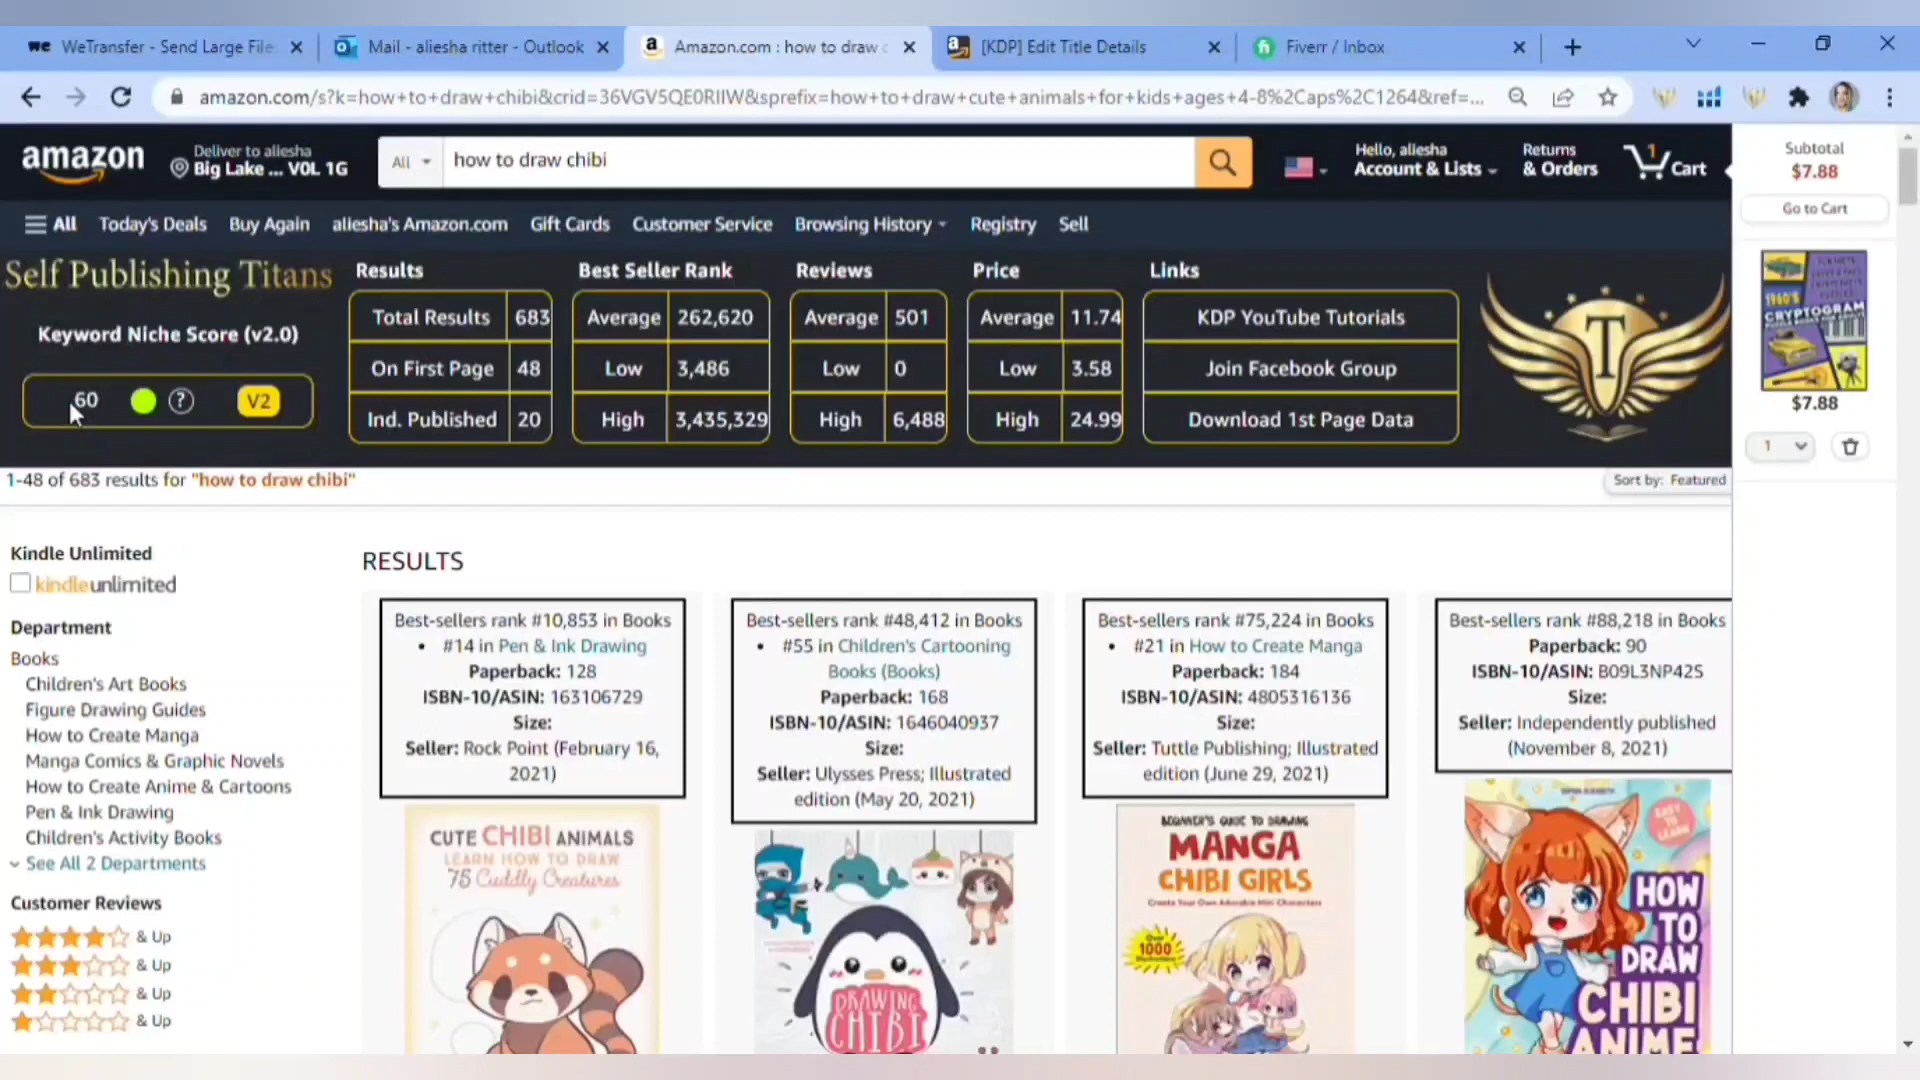 we WeTransfer - Send Large File
Mail - aliesha ritter - Outlook
Amazon.com : how to draw c
[KDP] Edit Title Details
Fiverr / Inbox
amazon.com/s?k=how+to+draw+chibi&crid=36VGV5QE0RIIW&sprefix=how+to+draw+cute+animals+for+kids+ages+4-8%2Caps%2C1264&ref=...
amazon
Deliver to aliesha
Big Lake ... V0L 1G
All
how to draw chibi
Hello, aliesha
Account & Lists
Returns
& Orders
1
Cart
Subtotal
$7.88
Go to Cart
All
Today's Deals
Buy Again
aliesha's Amazon.com
Gift Cards
Customer Service
Browsing History
Registry
Sell
Self Publishing Titans
Keyword Niche Score (v2.0)
60
?
V2
Results
Total Results 683
On First Page 48
Ind. Published 20
Best Seller Rank
Average 262,620
Low 3,486
High 3,435,329
Reviews
Average 501
Low 0
High 6,488
Price
Average 11.74
Low 3.58
High 24.99
Links
KDP YouTube Tutorials
Join Facebook Group
Download 1st Page Data
T
1960'S
CRYPTOGRAM
$7.88
1
1-48 of 683 results for "how to draw chibi"
Sort by: Featured
Kindle Unlimited
kindleunlimited
Department
Books
Children's Art Books
Figure Drawing Guides
How to Create Manga
Manga Comics & Graphic Novels
How to Create Anime & Cartoons
Pen & Ink Drawing
Children's Activity Books
See All 2 Departments
Customer Reviews
& Up
& Up
& Up
& Up
RESULTS
Best-sellers rank #10,853 in Books
• #14 in Pen & Ink Drawing
Paperback: 128
ISBN-10/ASIN: 163106729
Size:
Seller: Rock Point (February 16,
2021)
CUTE CHIBI ANIMALS
LEARN HOW TO DRAW
75 Cuddly Creatures
Best-sellers rank #48,412 in Books
• #55 in Children's Cartooning
Books (Books)
Paperback: 168
ISBN-10/ASIN: 1646040937
Size:
Seller: Ulysses Press; Illustrated
edition (May 20, 2021)
DRAWING
CHIBI
Best-sellers rank #75,224 in Books
• #21 in How to Create Manga
Paperback: 184
ISBN-10/ASIN: 4805316136
Size:
Seller: Tuttle Publishing; Illustrated
edition (June 29, 2021)
BEGINNER'S GUIDE TO DRAWING
MANGA
CHIBI GIRLS
Create Your Own Adorable Mini Characters
Over
1000
Illustrations
Best-sellers rank #88,218 in Books
Paperback: 90
ISBN-10/ASIN: B09L3NP42S
Size:
Seller: Independently published
(November 8, 2021)
EASY
TO
LEARN
HOW
TO
DRAW
CHIBI
ANIME